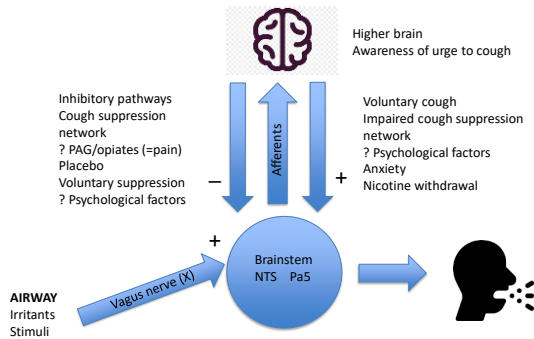 Higher brain
Awareness of urge to cough
Inhibitory pathways
Cough suppression
network
? PAG/opiates (=pain)
Placebo
Voluntary suppression
? Psychological factors
–
Afferents
+
Voluntary cough
Impaired cough suppression
network
? Psychological factors
Anxiety
Nicotine withdrawal
+
Brainstem
NTS Pa5
Vagus nerve (X)
AIRWAY
Irritants
Stimuli